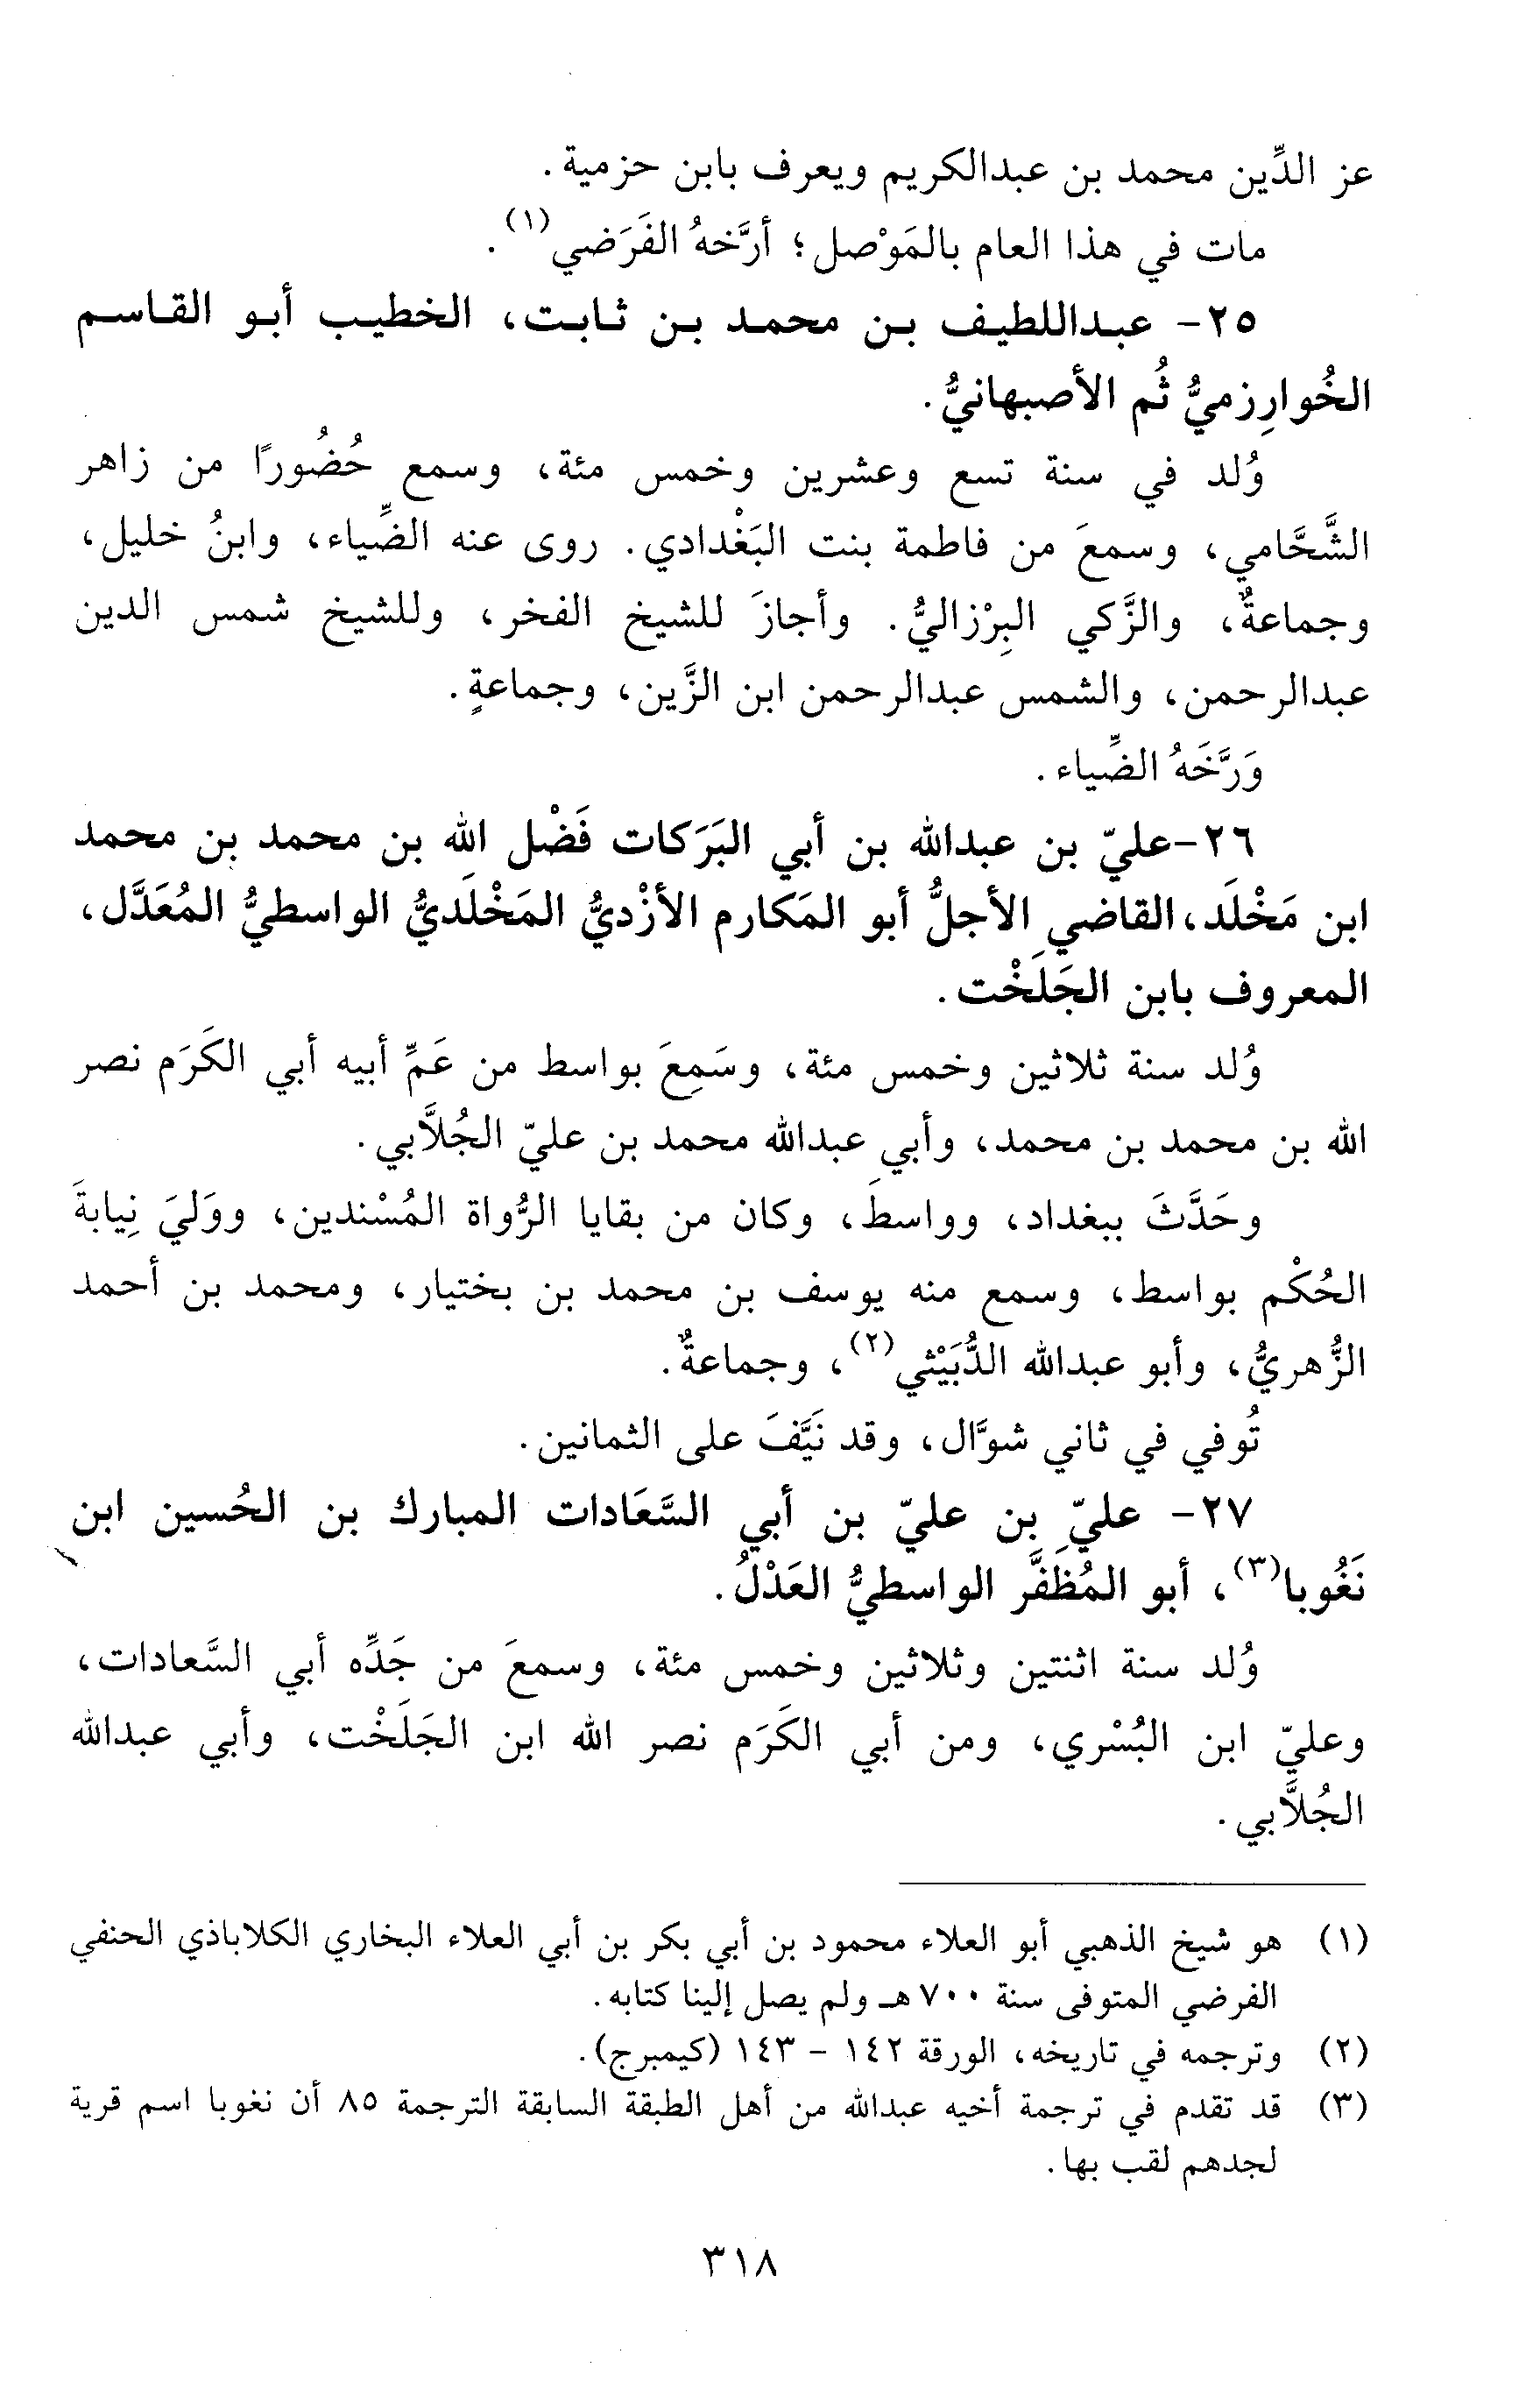 عز الدِّين محمد بن عبدالكريم ويعرف بابن حزمية.
مات في هذا العام بالمَوْصل؛ أرَّخهُ الفَرَضي(١).
٢٥- عبداللطيف بن محمد بن ثابت، الخطيب أبو القاسم
الخُوارِزميُّ ثُم الأصبهانيُّ.
وُلد في سنة تسع وعشرين وخمس مئة، وسمع حُضُورًا من زاهر
الشَّحَّامي، وسمعَ من فاطمة بنت البَغْدادي. روى عنه الضِّياء، وابنُ خليل،
وجماعةٌ، والزَّكي البِرْزاليُّ. وأجازَ للشيخ الفخر، وللشيخ شمس الدين
عبدالرحمن، والشمس عبدالرحمن ابن الزَّين، وجماعةٍ.
وَرَّخَهُ الضِّياء.
٢٦-عليّ بن عبدالله بن أبي البَرَكات فَضْل الله بن محمد بن محمد
ابن مَخْلَد، القاضي الأجلُّ أبو المَكارم الأزْديُّ المَخْلَديُّ الواسطيُّ المُعَدَّل،
المعروف بابن الجَلَخْت.
وُلد سنة ثلاثين وخمس مئة، وسَمِعَ بواسط من عَمِّ أبيه أبي الكَرَم نصر
الله بن محمد بن محمد، وأبي عبدالله محمد بن عليّ الجُلاَّبي.
وحَدَّثَ ببغداد، وواسطَ، وكان من بقايا الرُّواة المُسْندين، ووَليَ نِيابةَ
الحُكْم بواسط، وسمع منه يوسف بن محمد بن بختيار، ومحمد بن أحمد
الزُّهريُّ، وأبو عبدالله الدُّبَيْثي(٢)، وجماعةٌ.
تُوفي في ثاني شوَّال، وقد نَيَّفَ على الثمانين.
٢٧- عليّ بن عليّ بن أبي السَّعَادات المبارك بن الحُسين ابن
نَغُوبا(٣)، أبو المُظَفَّر الواسطيُّ العَدْلُ.
وُلد سنة اثنتين وثلاثين وخمس مئة، وسمعَ من جَدِّه أبي السَّعادات،
وعليّ ابن البُسْري، ومن أبي الكَرَم نصر الله ابن الجَلَخْت، وأبي عبدالله
الجُلاَّبي.
(١) هو شيخ الذهبي أبو العلاء محمود بن أبي بكر بن أبي العلاء البخاري الكلاباذي الحنفي
الفرضي المتوفى سنة ٧٠٠هـ ولم يصل إلينا كتابه.
(٢) وترجمه في تاريخه، الورقة ١٤٢ - ١٤٣ (كيمبرج).
(٣) قد تقدم في ترجمة أخيه عبدالله من أهل الطبقة السابقة الترجمة ٨٥ أن نغوبا اسم قرية
لجدهم لقب بها.
٣١٨